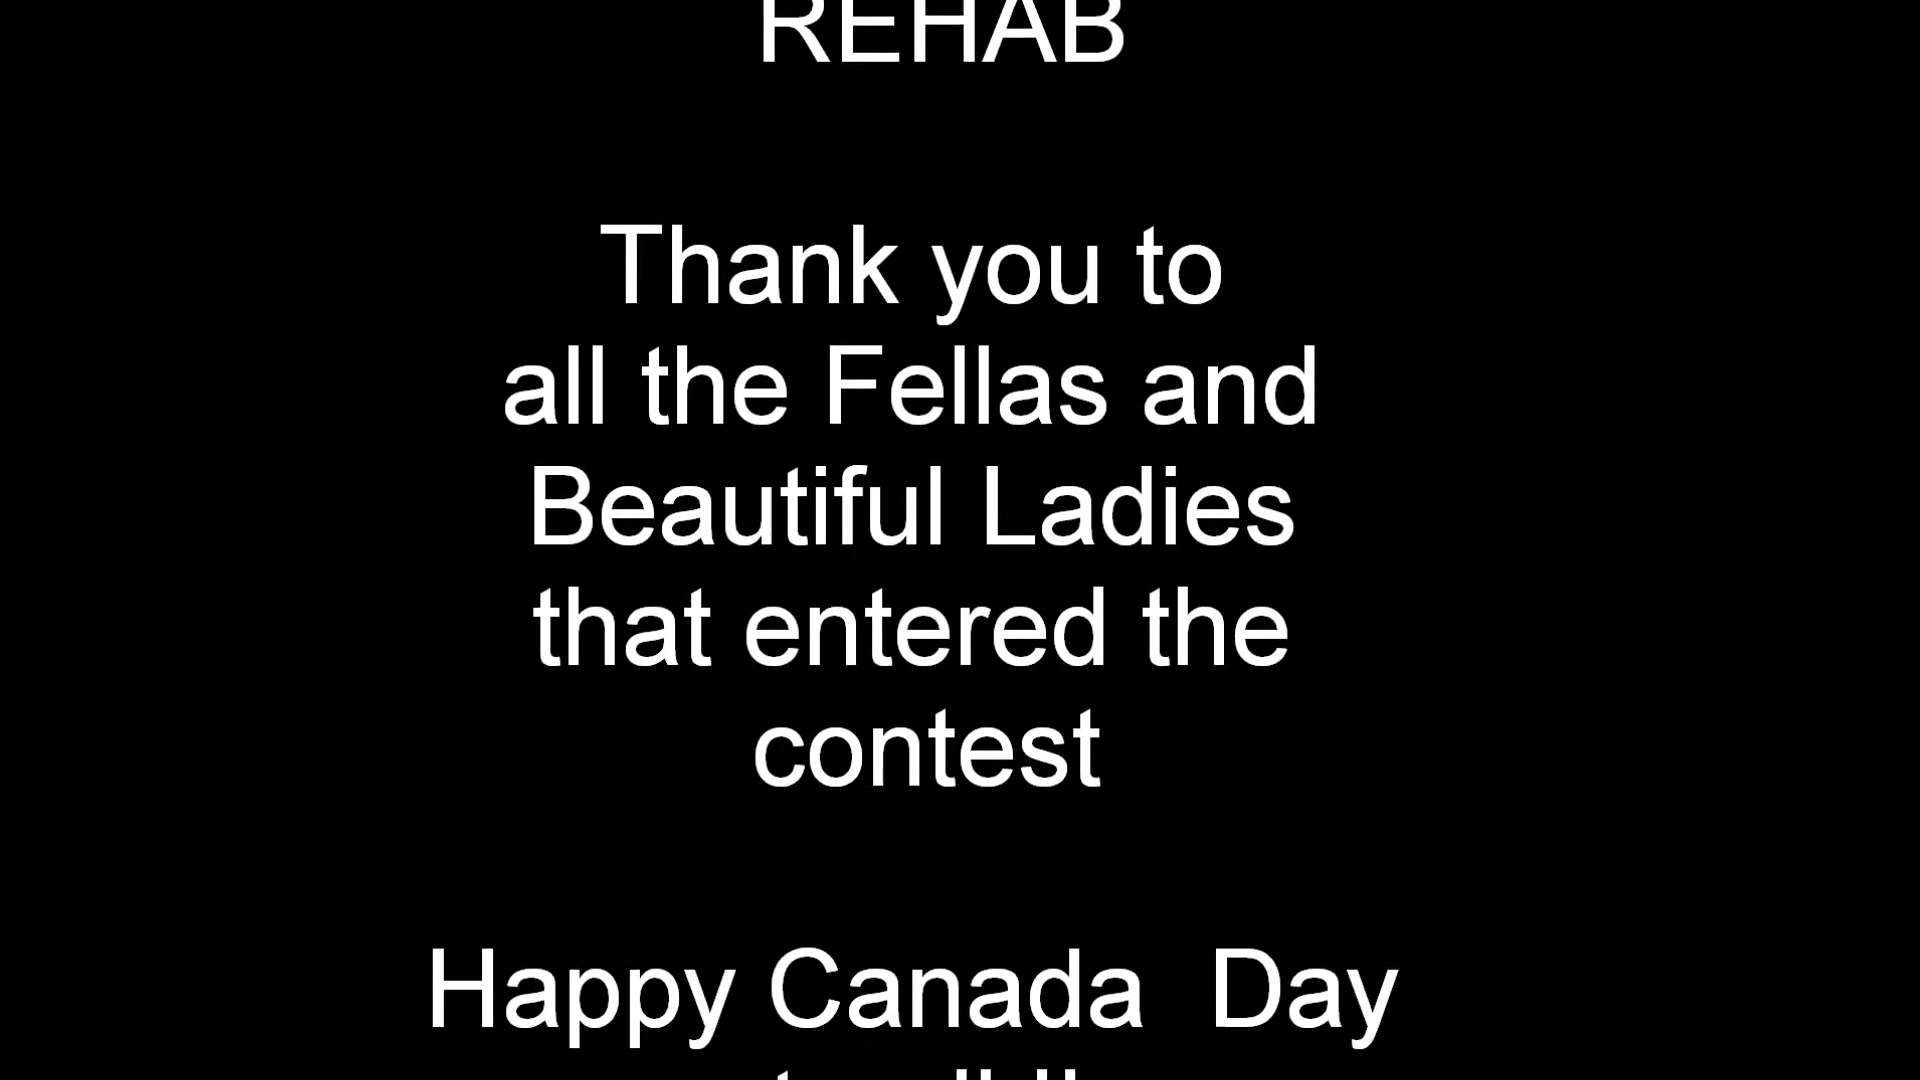 REHAB
Thank you to
all the Fellas and
Beautiful Ladies
that entered the
contest
Happy Canada  Day